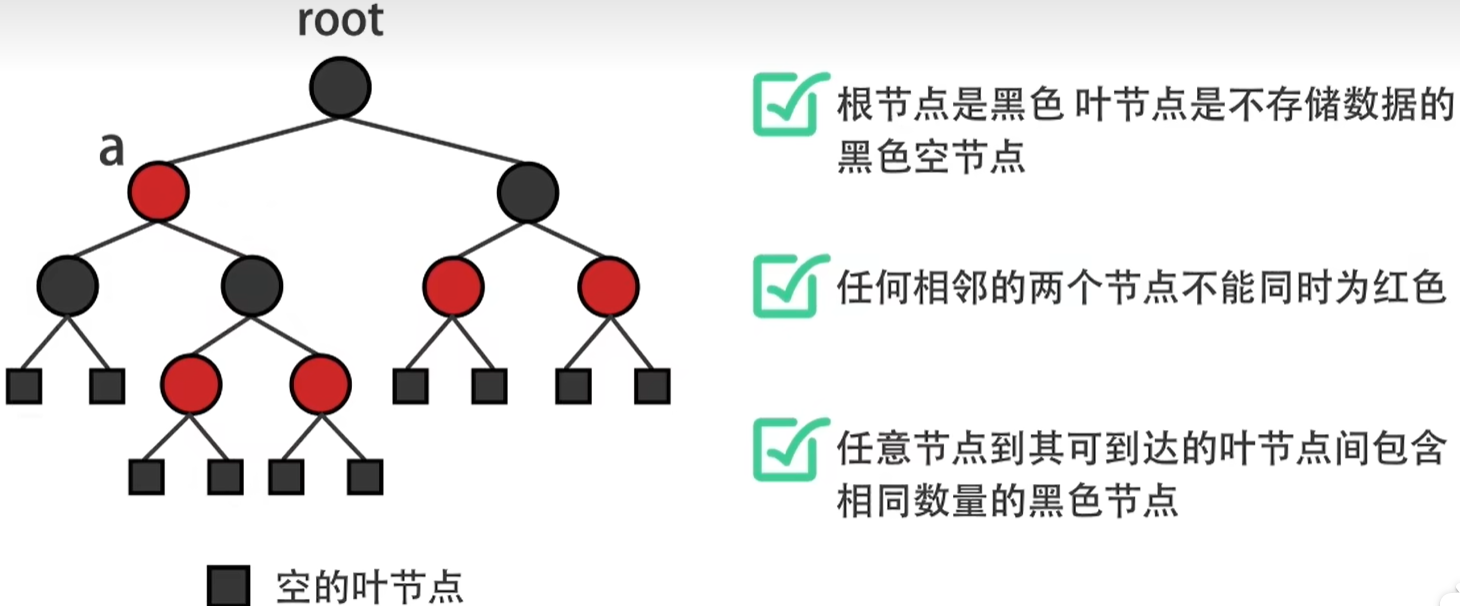 root
a
根节点是黑色 叶节点是不存储数据的
黑色空节点
任何相邻的两个节点不能同时为红色
任意节点到其可到达的叶节点间包含
相同数量的黑色节点
空的叶节点